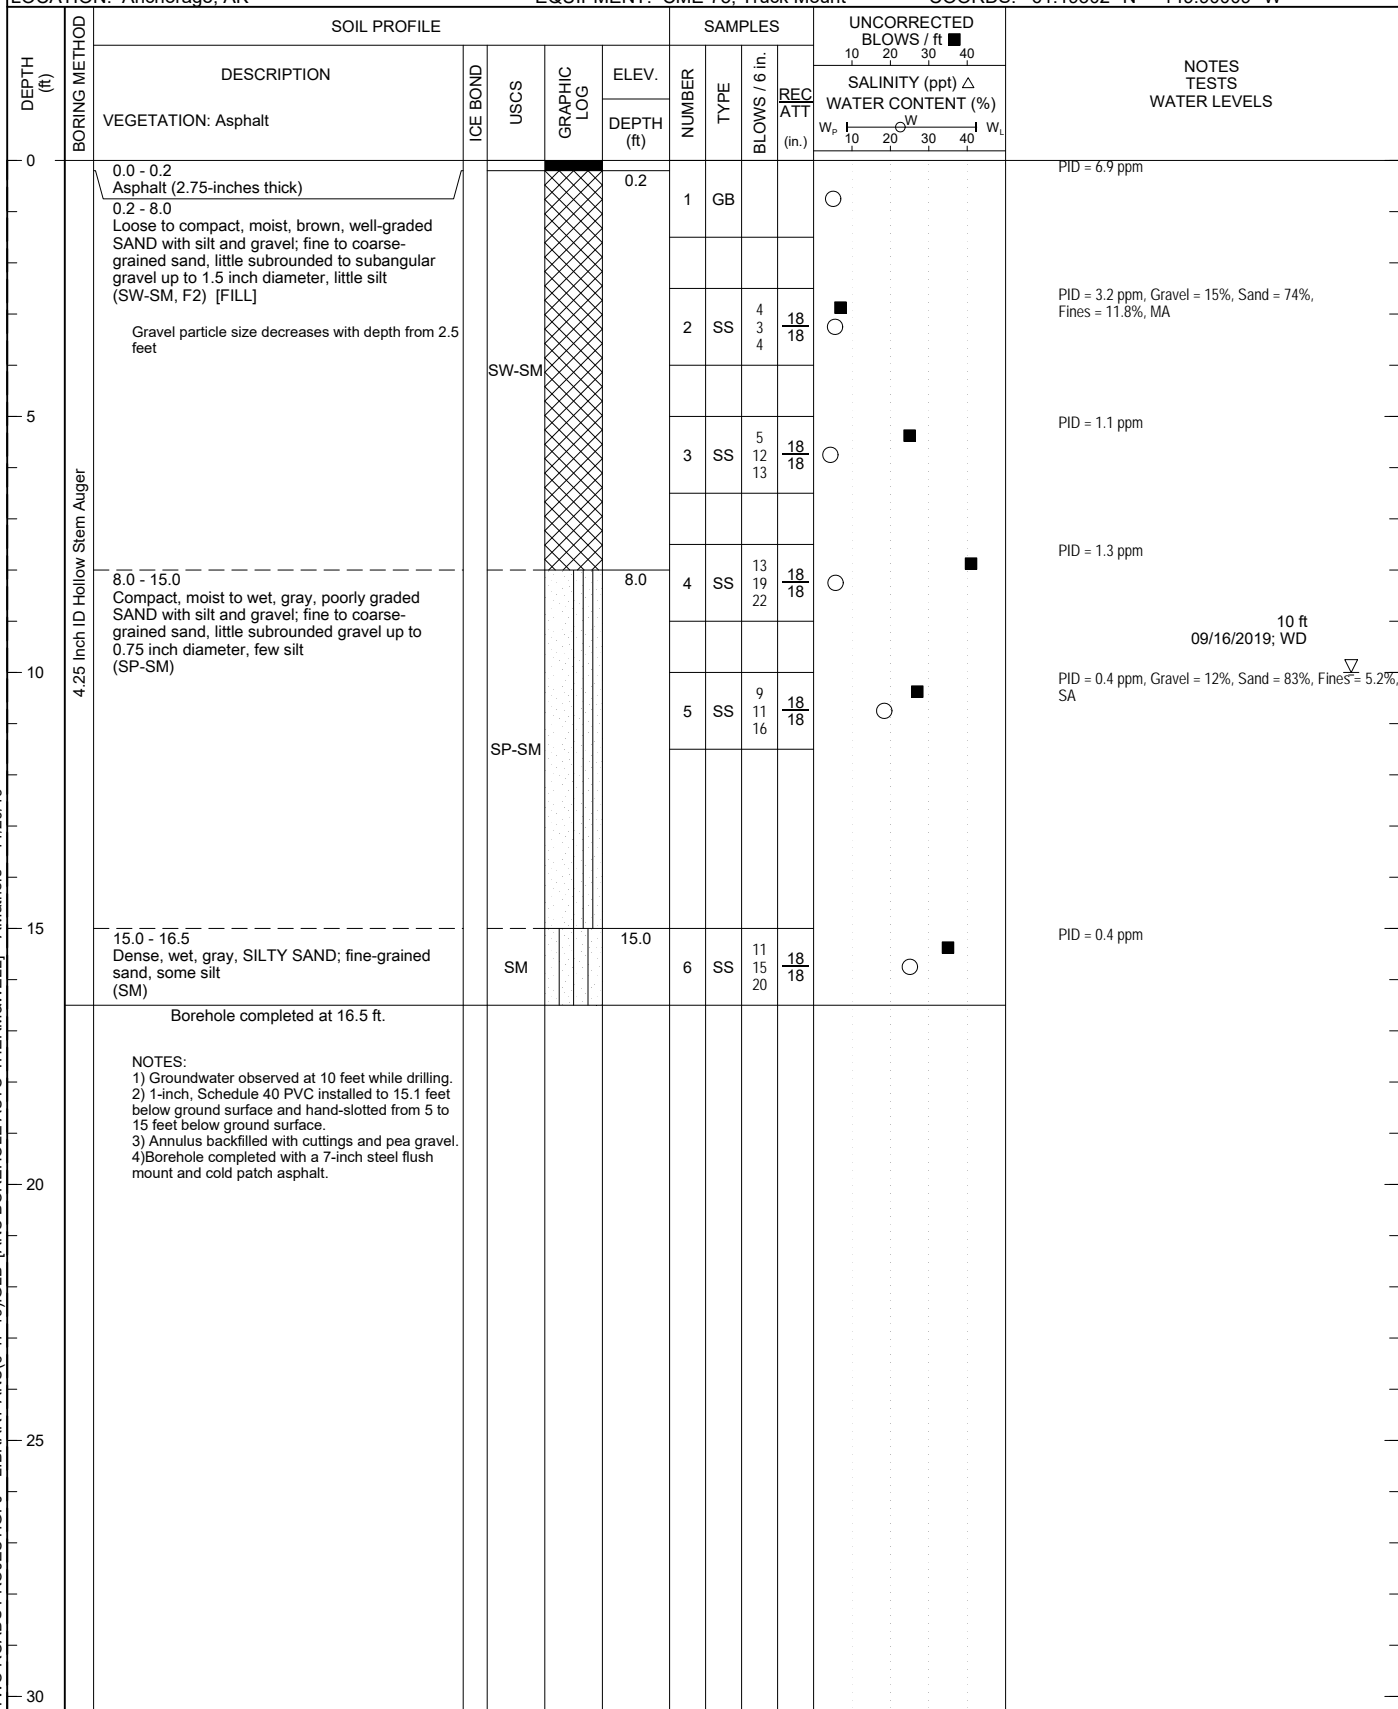 SOIL PROFILE
SAMPLES
UNCORRECTED
BLOWS / ft ■
10 20 30 40
SALINITY (ppt) △
WATER CONTENT (%)
Wₚ W W_L
10 20 30 40
NOTES
TESTS
WATER LEVELS
DEPTH
(ft)
BORING METHOD
DESCRIPTION
VEGETATION: Asphalt
ICE BOND
USCS
GRAPHIC
LOG
ELEV.
DEPTH
(ft)
NUMBER
TYPE
BLOWS / 6 in.
REC
ATT
(in.)
0
4.25 Inch ID Hollow Stem Auger
0.0 - 0.2
Asphalt (2.75-inches thick)
0.2
1 GB
PID = 6.9 ppm
0.2 - 8.0
Loose to compact, moist, brown, well-graded
SAND with silt and gravel; fine to coarse-
grained sand, little subrounded to subangular
gravel up to 1.5 inch diameter, little silt
(SW-SM, F2) [FILL]
Gravel particle size decreases with depth from 2.5
feet
SW-SM
2 SS
4
3
4
18
18
PID = 3.2 ppm, Gravel = 15%, Sand = 74%,
Fines = 11.8%, MA
5
3 SS
5
12
13
18
18
PID = 1.1 ppm
4 SS
13
19
22
18
18
PID = 1.3 ppm
8.0 - 15.0
8.0
Compact, moist to wet, gray, poorly graded
SAND with silt and gravel; fine to coarse-
grained sand, little subrounded gravel up to
0.75 inch diameter, few silt
(SP-SM)
10 ft
09/16/2019; WD
10
SP-SM
5 SS
9
11
16
18
18
PID = 0.4 ppm, Gravel = 12%, Sand = 83%, Fines = 5.2%,
SA
15
15.0 - 16.5
15.0
Dense, wet, gray, SILTY SAND; fine-grained
sand, some silt
(SM)
SM
6 SS
11
15
20
18
18
PID = 0.4 ppm
Borehole completed at 16.5 ft.
NOTES:
1) Groundwater observed at 10 feet while drilling.
2) 1-inch, Schedule 40 PVC installed to 15.1 feet
below ground surface and hand-slotted from 5 to
15 feet below ground surface.
3) Annulus backfilled with cuttings and pea gravel.
4)Borehole completed with a 7-inch steel flush
mount and cold patch asphalt.
20
25
30